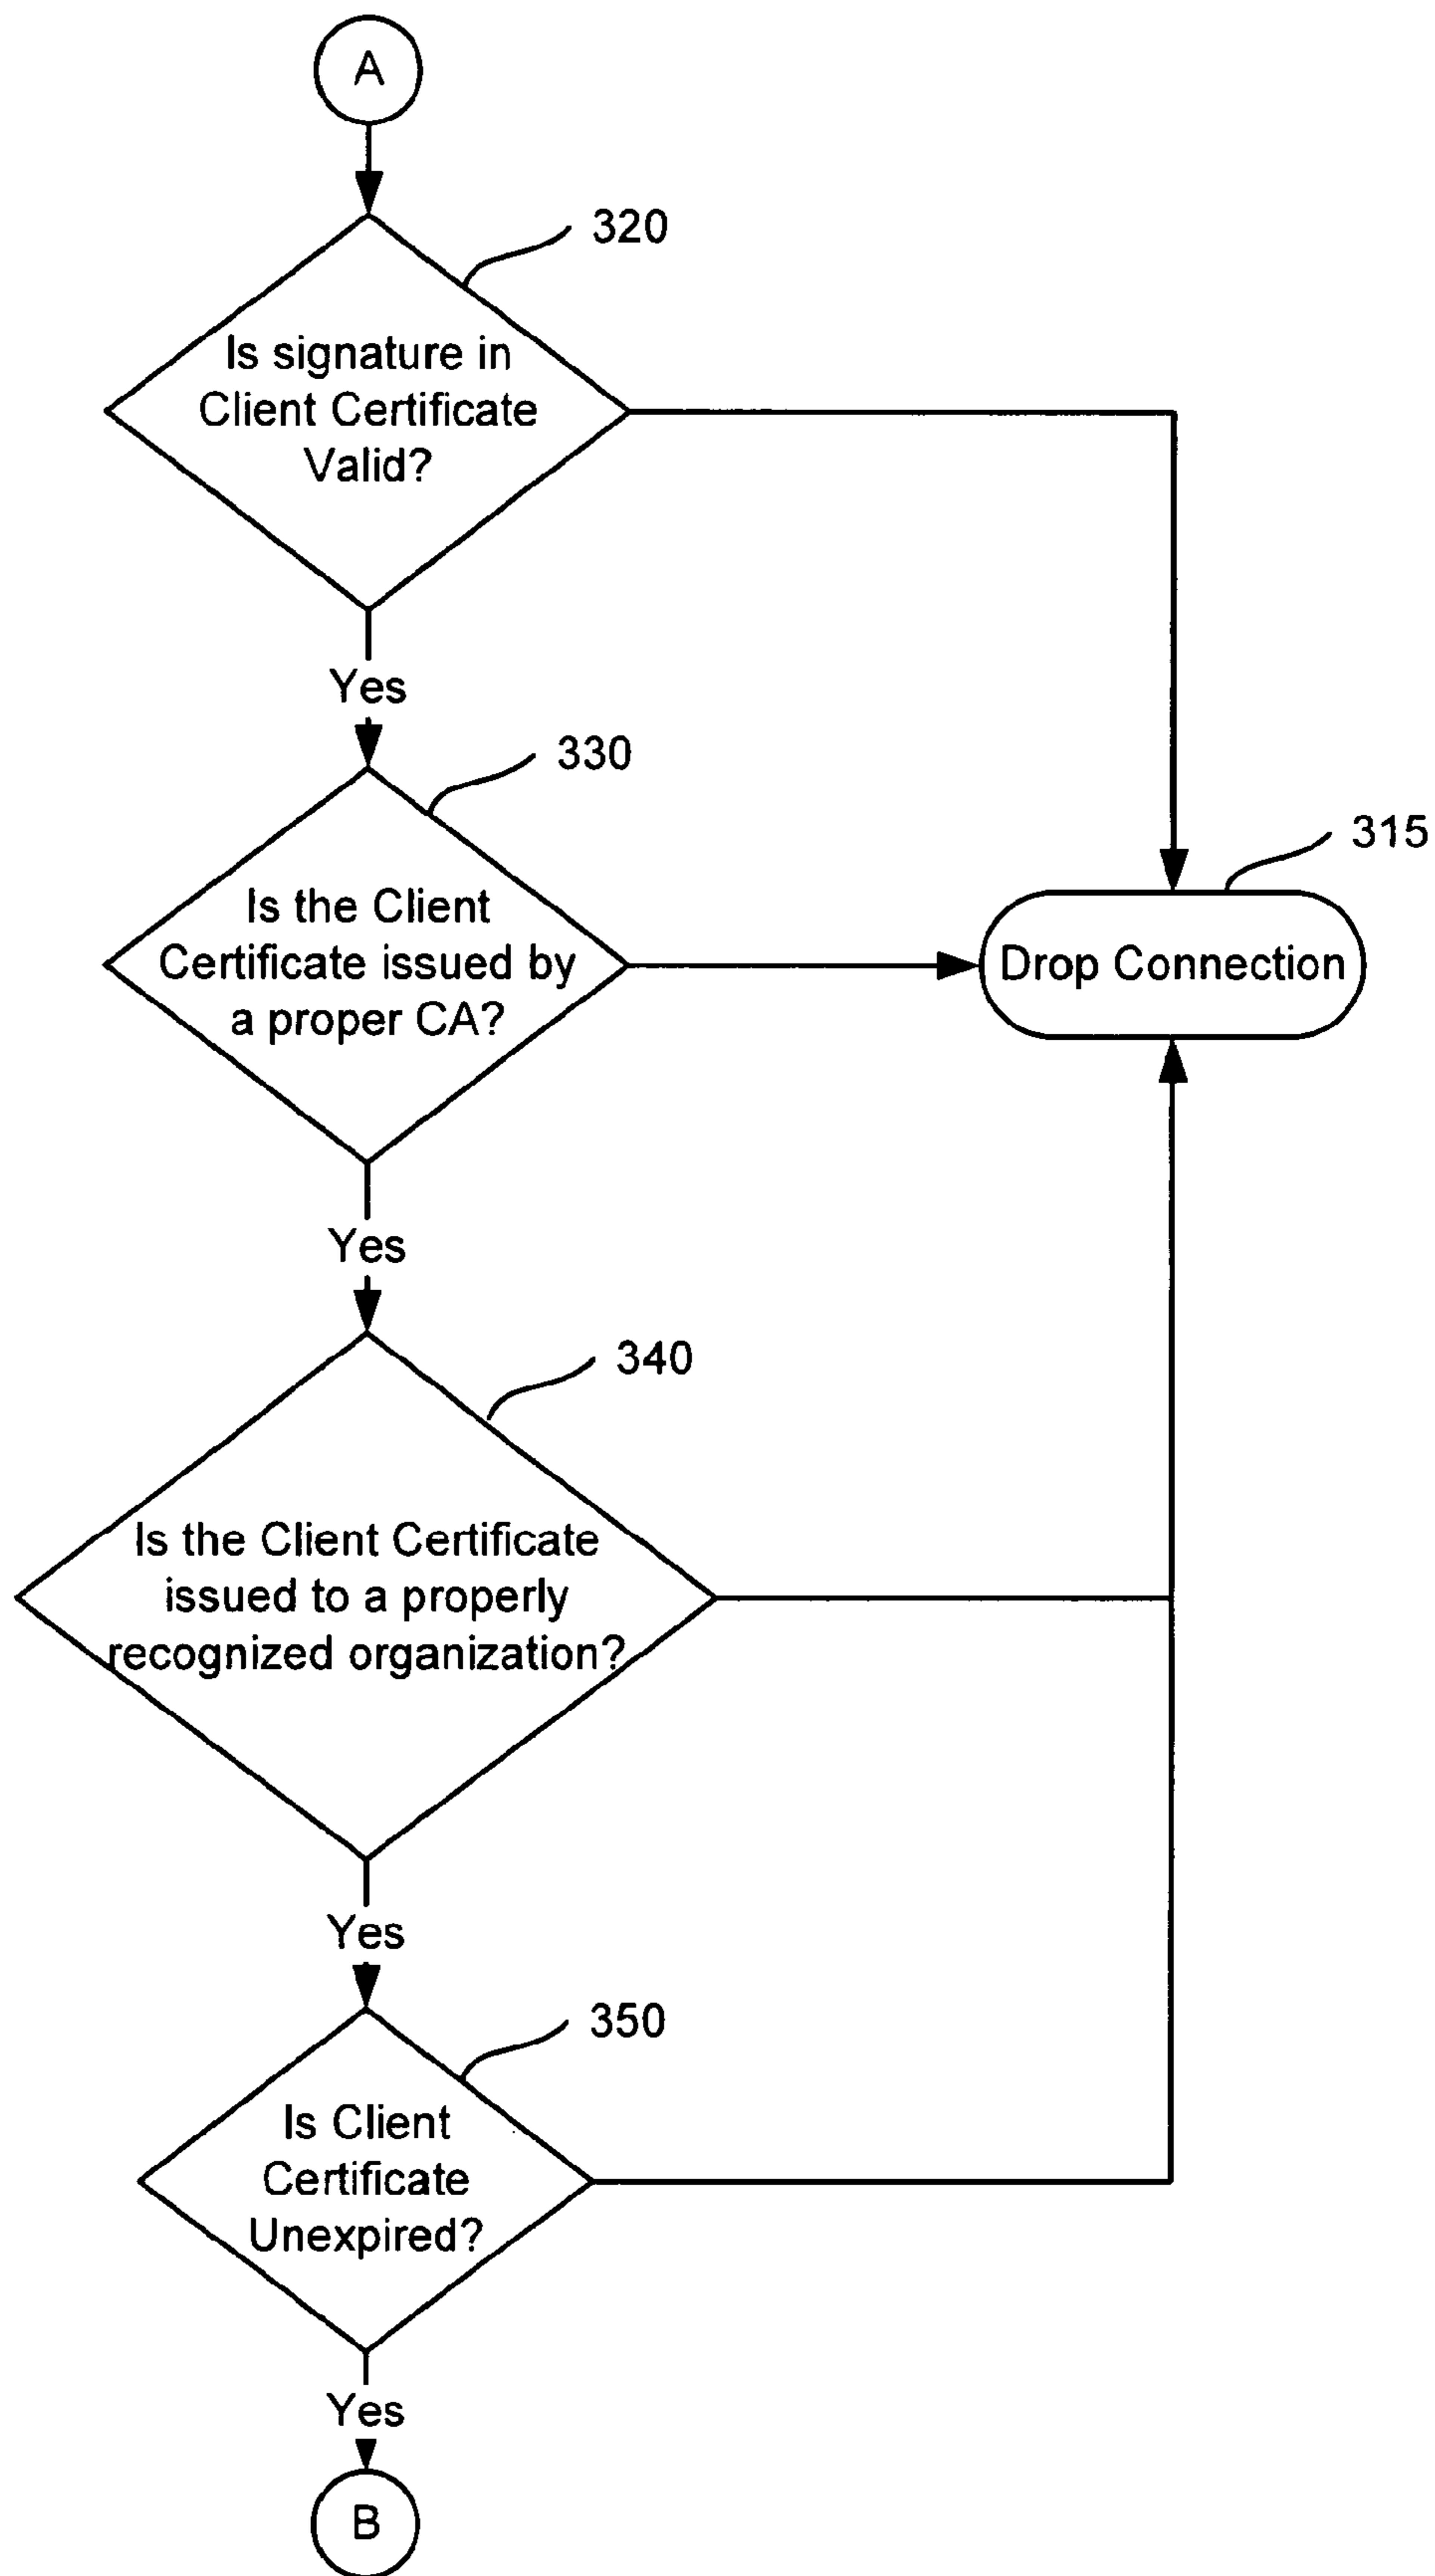 A
320
Is signature in
Client Certificate
Valid?
Yes
330
Is the Client
Certificate issued by
a proper CA?
315
Drop Connection
Yes
340
Is the Client Certificate
issued to a properly
recognized organization?
Yes
350
Is Client
Certificate
Unexpired?
Yes
B